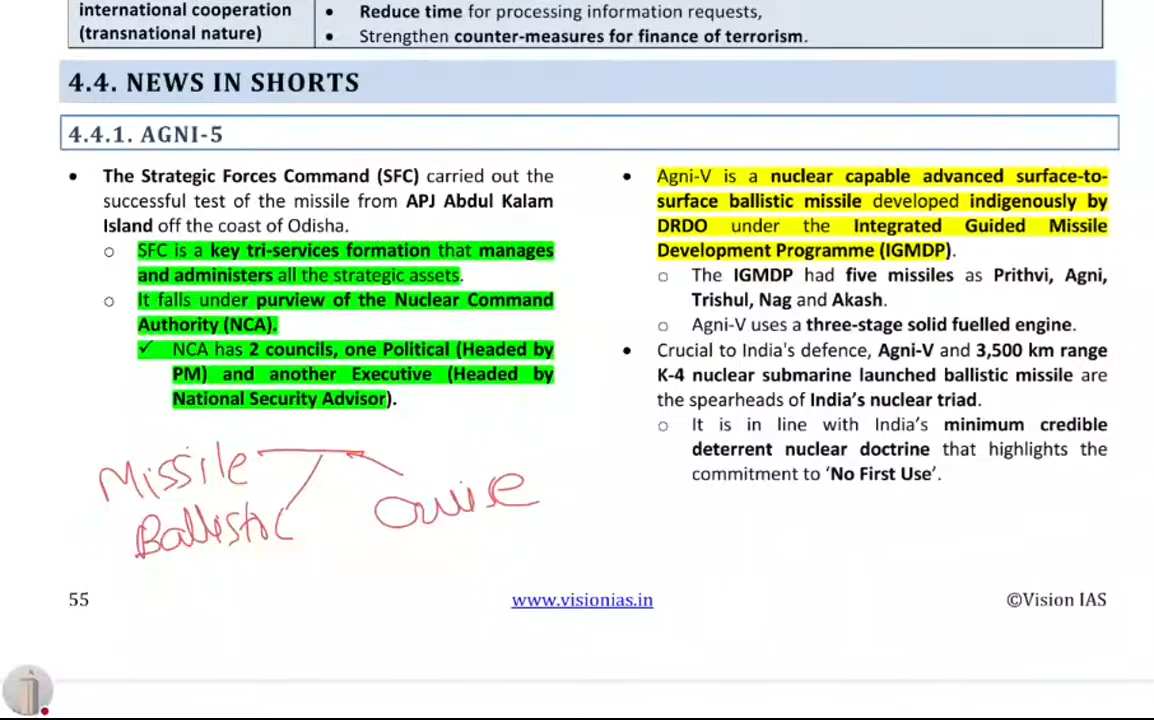 international cooperation
(transnational nature)
• Reduce time for processing information requests,
• Strengthen counter-measures for finance of terrorism.
4.4. NEWS IN SHORTS
4.4.1. AGNI-5
• The Strategic Forces Command (SFC) carried out the
successful test of the missile from APJ Abdul Kalam
Island off the coast of Odisha.
o SFC is a key tri-services formation that manages
and administers all the strategic assets.
o It falls under purview of the Nuclear Command
Authority (NCA).
✓ NCA has 2 councils, one Political (Headed by
PM) and another Executive (Headed by
National Security Advisor).
• Agni-V is a nuclear capable advanced surface-to-
surface ballistic missile developed indigenously by
DRDO under the Integrated Guided Missile
Development Programme (IGMDP).
o The IGMDP had five missiles as Prithvi, Agni,
Trishul, Nag and Akash.
o Agni-V uses a three-stage solid fuelled engine.
• Crucial to India's defence, Agni-V and 3,500 km range
K-4 nuclear submarine launched ballistic missile are
the spearheads of India's nuclear triad.
o It is in line with India's minimum credible
deterrent nuclear doctrine that highlights the
commitment to 'No First Use'.
Missile
Ballistic
55
www.visionias.in
©Vision IAS